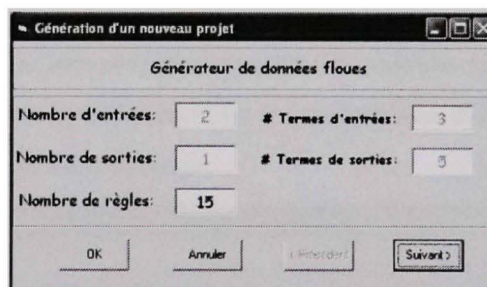 Génération d'un nouveau projet
Générateur de données floues
Nombre d'entrées: 2 # Termes d'entrées: 3
Nombre de sorties: 1 # Termes de sorties: 5
Nombre de règles: 15
OK Annuler < Précédent Suivant >